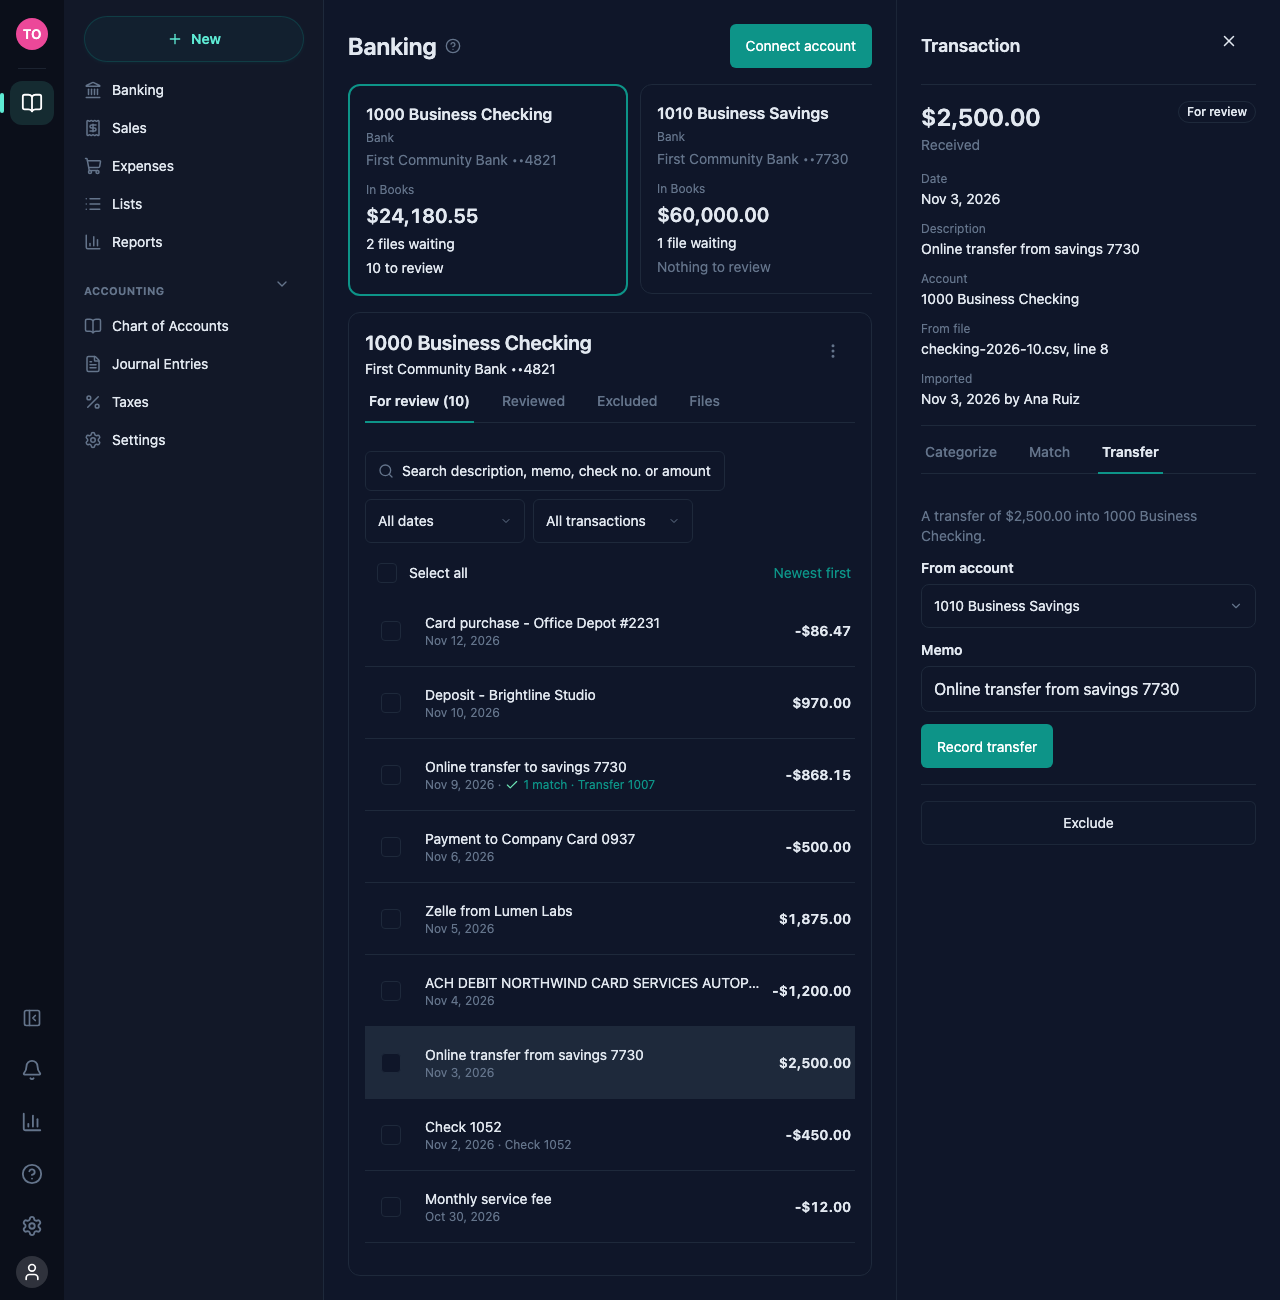 TO
New
Banking
Sales
Expenses
Lists
Reports
ACCOUNTING
Chart of Accounts
Journal Entries
Taxes
Settings
Banking
Connect account
1000 Business Checking
Bank
First Community Bank ••4821
In Books
$24,180.55
2 files waiting
10 to review
1010 Business Savings
Bank
First Community Bank ••7730
In Books
$60,000.00
1 file waiting
Nothing to review
1000 Business Checking
First Community Bank ••4821
For review (10) Reviewed Excluded Files
Search description, memo, check no. or amount
All dates All transactions
Select all Newest first
Card purchase - Office Depot #2231 -$86.47
Nov 12, 2026
Deposit - Brightline Studio $970.00
Nov 10, 2026
Online transfer to savings 7730 -$868.15
Nov 9, 2026 · 1 match · Transfer 1007
Payment to Company Card 0937 -$500.00
Nov 6, 2026
Zelle from Lumen Labs $1,875.00
Nov 5, 2026
ACH DEBIT NORTHWIND CARD SERVICES AUTOP... -$1,200.00
Nov 4, 2026
Online transfer from savings 7730 $2,500.00
Nov 3, 2026
Check 1052 -$450.00
Nov 2, 2026 · Check 1052
Monthly service fee -$12.00
Oct 30, 2026
Transaction
$2,500.00 For review
Received
Date
Nov 3, 2026
Description
Online transfer from savings 7730
Account
1000 Business Checking
From file
checking-2026-10.csv, line 8
Imported
Nov 3, 2026 by Ana Ruiz
Categorize Match Transfer
A transfer of $2,500.00 into 1000 Business
Checking.
From account
1010 Business Savings
Memo
Online transfer from savings 7730
Record transfer
Exclude